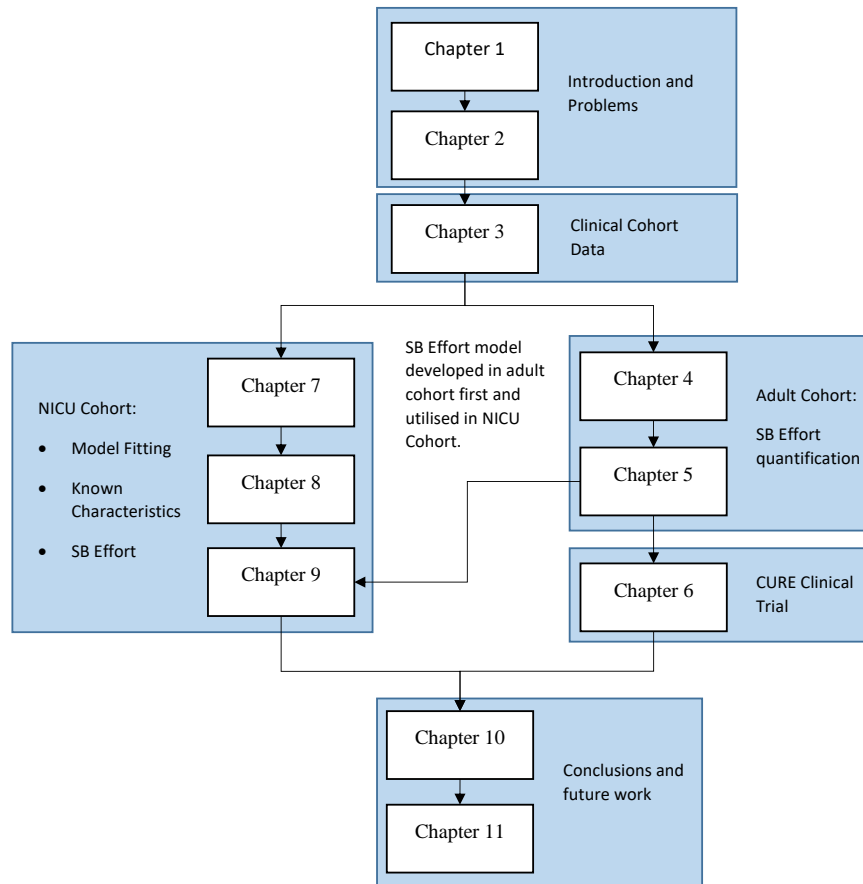 Chapter 1
Introduction and
Problems
Chapter 2
Chapter 3
Clinical Cohort
Data
NICU Cohort:
• Model Fitting
• Known
Characteristics
• SB Effort
Chapter 7
Chapter 8
Chapter 9
SB Effort model
developed in adult
cohort first and
utilised in NICU
Cohort.
Chapter 4
Chapter 5
Adult Cohort:
SB Effort
quantification
Chapter 6
CURE Clinical
Trial
Chapter 10
Chapter 11
Conclusions and
future work